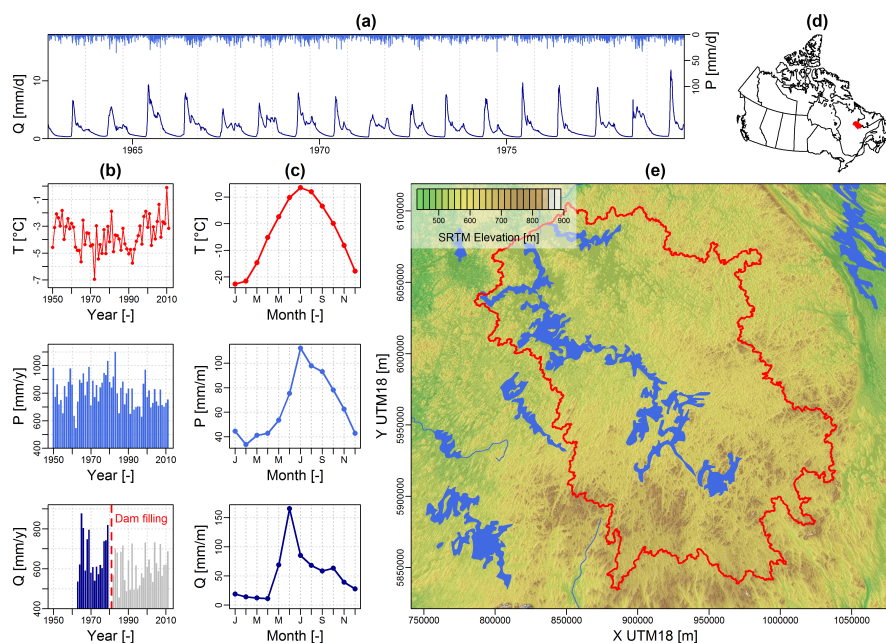 (a)
(d)
Q [mm/d]
0 10
1965 1970 1975
0 50 100
P [mm/d]
(b)
(c)
(e)
T [°C]
-7 -5 -3 -1
1950 1970 1990 2010
Year [-]
T [°C]
-20 -10 0 10
J M M J S N
Month [-]
P [mm/y]
400 600 800 1000
1950 1970 1990 2010
Year [-]
P [mm/m]
40 60 80 100
J M M J S N
Month [-]
Q [mm/y]
400 600 800
Dam filling
1950 1970 1990 2010
Year [-]
Q [mm/m]
0 50 100 150
J M M J S N
Month [-]
500 600 700 800 900
SRTM Elevation [m]
Y UTM18 [m]
5850000 5900000 5950000 6000000 6050000 6100000
750000 800000 850000 900000 950000 1000000 1050000
X UTM18 [m]